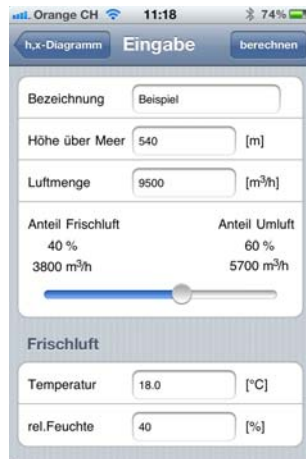 Orange CH 11:18 74%
h,x-Diagramm Eingabe berechnen
Bezeichnung Beispiel
Höhe über Meer 540 [m]
Luftmenge 9500 [m³/h]
Anteil Frischluft Anteil Umluft
40 % 60 %
3800 m³/h 5700 m³/h
Frischluft
Temperatur 18.0 [°C]
rel.Feuchte 40 [%]